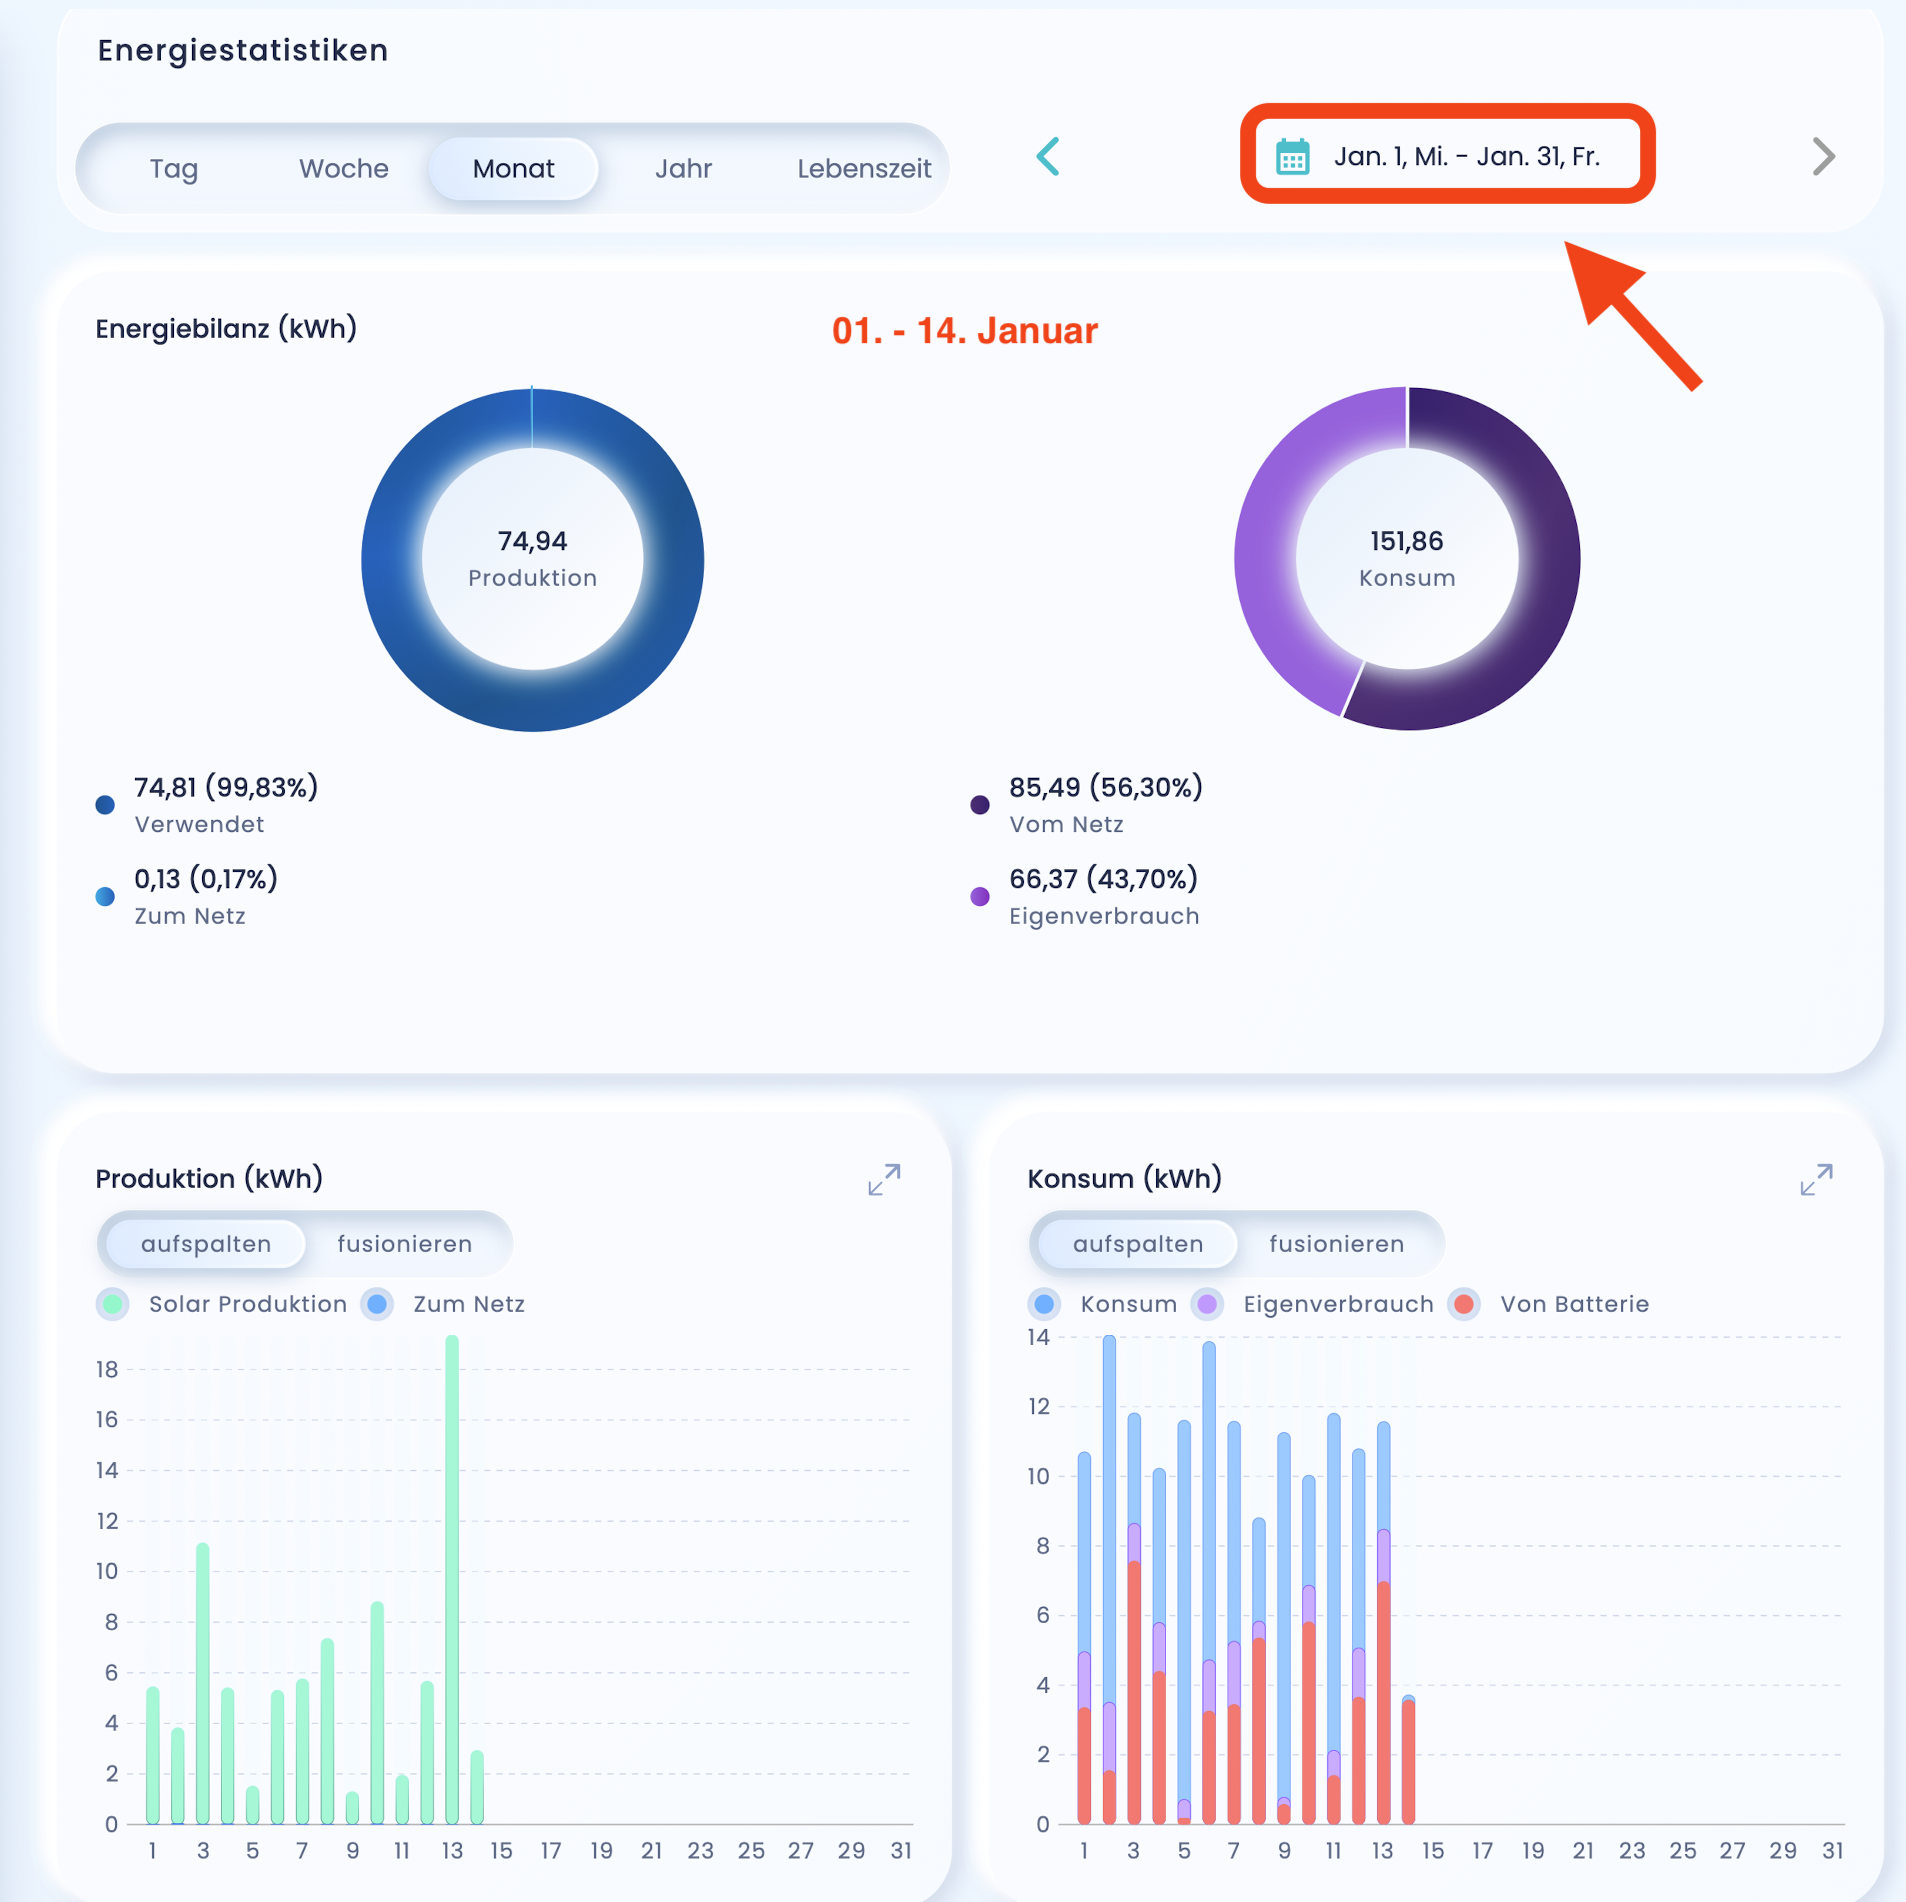 Energiestatistiken
Tag Woche Monat Jahr Lebenszeit
Jan. 1, Mi. - Jan. 31, Fr.
Energiebilanz (kWh)
01. - 14. Januar
74,94
Produktion
151,86
Konsum
74,81 (99,83%)
Verwendet
0,13 (0,17%)
Zum Netz
85,49 (56,30%)
Vom Netz
66,37 (43,70%)
Eigenverbrauch
Produktion (kWh)
aufspalten fusionieren
Solar Produktion Zum Netz
18
16
14
12
10
8
6
4
2
0
1 3 5 7 9 11 13 15 17 19 21 23 25 27 29 31
Konsum (kWh)
aufspalten fusionieren
Konsum Eigenverbrauch Von Batterie
14
12
10
8
6
4
2
0
1 3 5 7 9 11 13 15 17 19 21 23 25 27 29 31